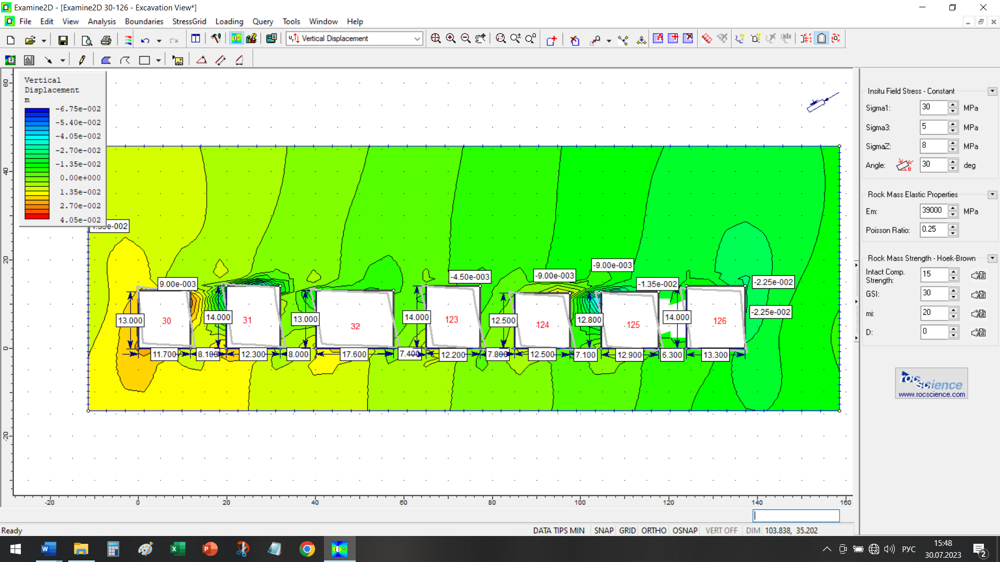 Examine2D - [Examine2D 30-126 - Excavation View*]
File Edit View Analysis Boundaries StressGrid Loading Query Tools Window Help
Vertical Displacement
Vertical
Displacement
m
-6.75e-002
-5.40e-002
-4.05e-002
-2.70e-002
-1.35e-002
0.00e+000
1.35e-002
2.70e-002
4.05e-002
60
40
20
0
-20
9.00e-003
-4.50e-003
-9.00e-003
-9.00e-003
-1.35e-002
-2.25e-002
-2.25e-002
13.000
30
14.000
31
13.000
32
14.000
123
12.500
124
12.800
125
14.000
126
11.700
8.100
12.300
8.000
17.600
7.400
12.200
7.800
12.500
7.100
12.900
6.300
13.300
-20 0 20 40 60 80 100 120 140 160
Insitu Field Stress - Constant
Sigma1: 30 MPa
Sigma3: 5 MPa
SigmaZ: 8 MPa
Angle: θ 30 deg
Rock Mass Elastic Properties
Em: 39000 MPa
Poisson Ratio: 0.25
Rock Mass Strength - Hoek-Brown
Intact Comp.
Strength: 15
GSI: 30
mi: 20
D: 0
rocscience
www.rocscience.com
Ready
DATA TIPS MIN SNAP GRID ORTHO OSNAP VERT OFF DIM 103.838, 35.202
РУС
15:48
30.07.2023
2